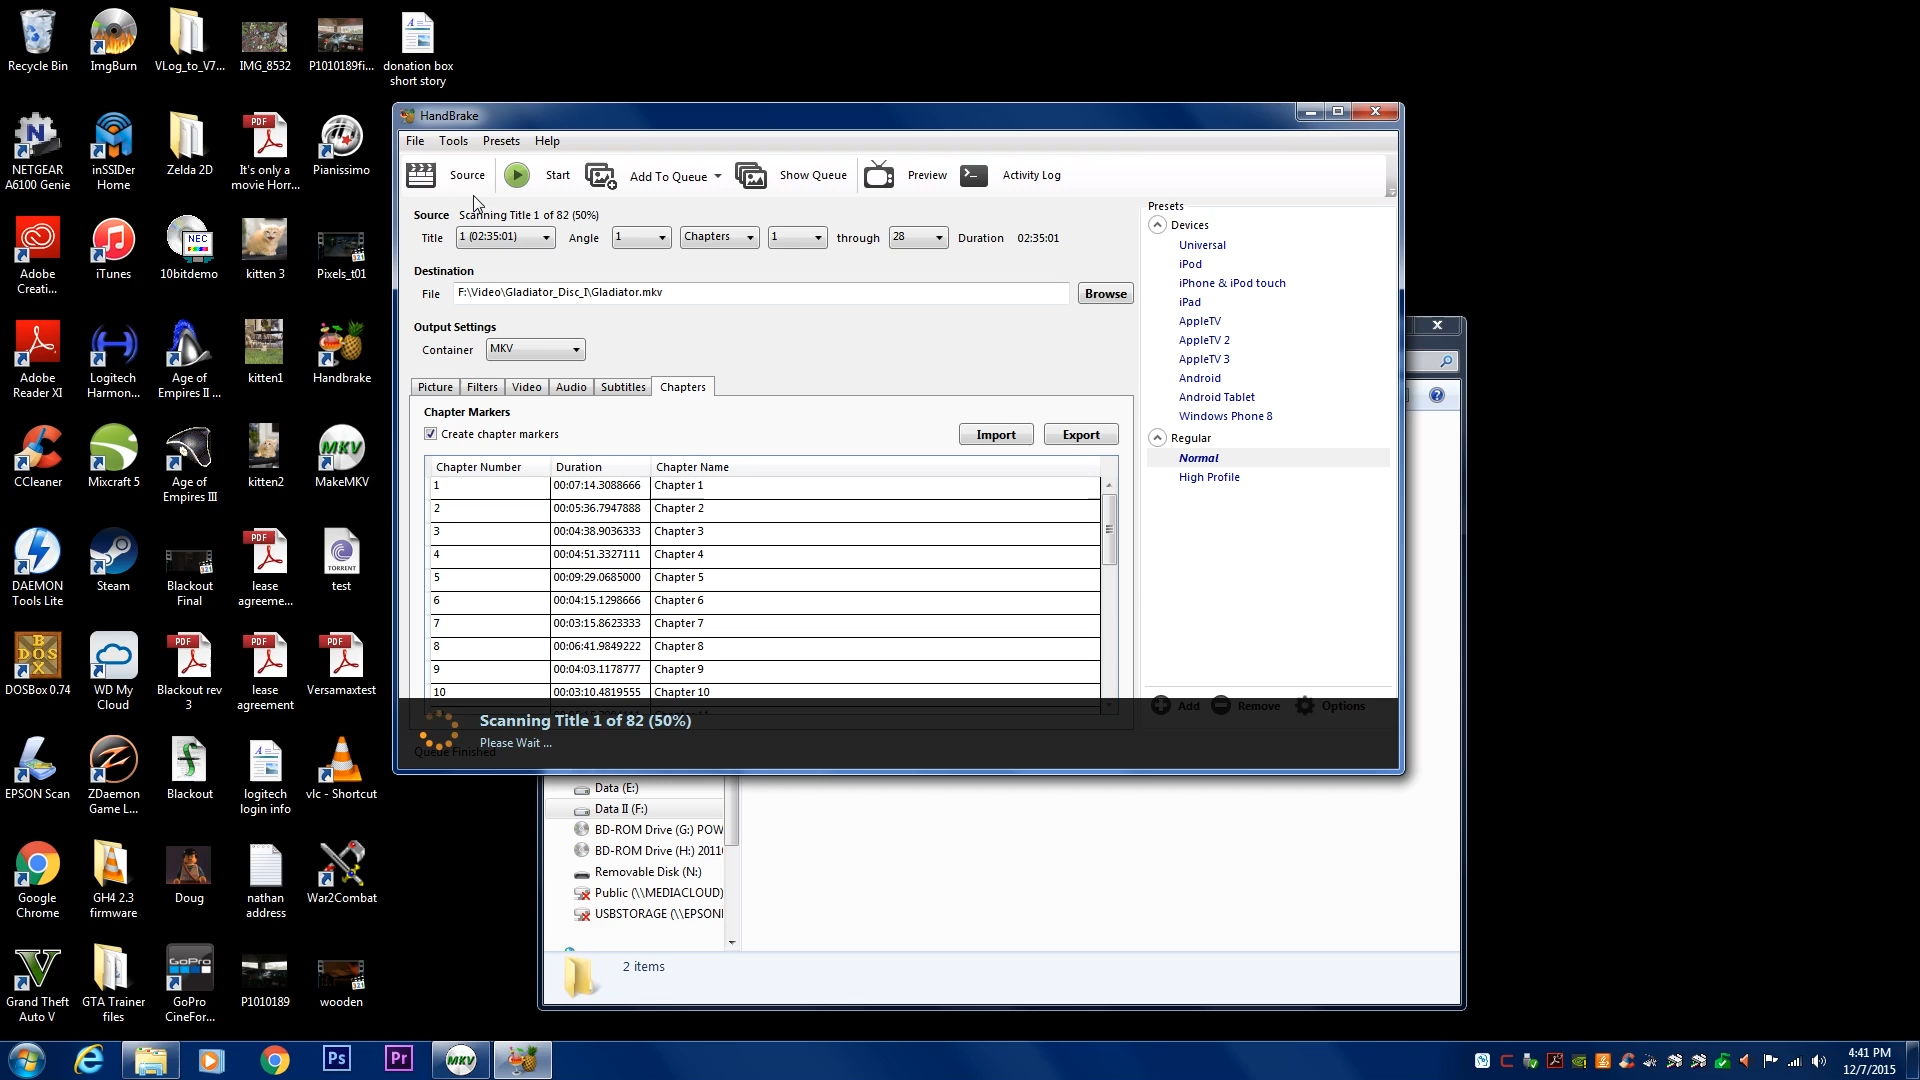 Recycle Bin
ImgBurn
VLog_to_V7...
IMG_8532
P1010189fi...
donation box
short story
NETGEAR
A6100 Genie
inSSIDer
Home
Zelda 2D
PDF
It's only a
movie Horr...
Pianissimo
Adobe
Creati...
iTunes
NEC
10bitdemo
kitten 3
Pixels_t01
Adobe
Reader XI
Logitech
Harmon...
Age of
Empires II ...
kitten1
Handbrake
CCleaner
Mixcraft 5
Age of
Empires III
kitten2
MKV
MakeMKV
DAEMON
Tools Lite
Steam
Blackout
Final
PDF
lease
agreeme...
TORRENT
test
DOSBox 0.74
WD My
Cloud
PDF
Blackout rev
3
PDF
lease
agreement
PDF
Versamaxtest
EPSON Scan
ZDaemon
Game L...
Blackout
logitech
login info
vlc - Shortcut
Google
Chrome
GH4 2.3
firmware
Doug
nathan
address
War2Combat
Grand Theft
Auto V
GTA Trainer
files
GoPro
GoPro
CineFor...
P1010189
wooden
HandBrake
File Tools Presets Help
Source Start Add To Queue Show Queue Preview Activity Log
Source Scanning Title 1 of 82 (50%)
Title 1 (02:35:01) Angle 1 Chapters 1 through 28 Duration 02:35:01
Destination
File F:\Video\Gladiator_Disc_I\Gladiator.mkv Browse
Output Settings
Container MKV
Picture Filters Video Audio Subtitles Chapters
Chapter Markers
Create chapter markers Import Export
Chapter Number Duration Chapter Name
1 00:07:14.3088666 Chapter 1
2 00:05:36.7947888 Chapter 2
3 00:04:38.9036333 Chapter 3
4 00:04:51.3327111 Chapter 4
5 00:09:29.0685000 Chapter 5
6 00:04:15.1298666 Chapter 6
7 00:03:15.8623333 Chapter 7
8 00:06:41.9849222 Chapter 8
9 00:04:03.1178777 Chapter 9
10 00:03:10.4819555 Chapter 10
Scanning Title 1 of 82 (50%)
Please Wait ...
Queue Finished
Presets
Devices
Universal
iPod
iPhone & iPod touch
iPad
AppleTV
AppleTV 2
AppleTV 3
Android
Android Tablet
Windows Phone 8
Regular
Normal
High Profile
Add Remove Options
Data (E:)
Data II (F:)
BD-ROM Drive (G:) POW
BD-ROM Drive (H:) 2011
Removable Disk (N:)
Public (\\MEDIACLOUD)
USBSTORAGE (\\EPSON
2 items
Ps
Pr
MKV
4:41 PM
12/7/2015